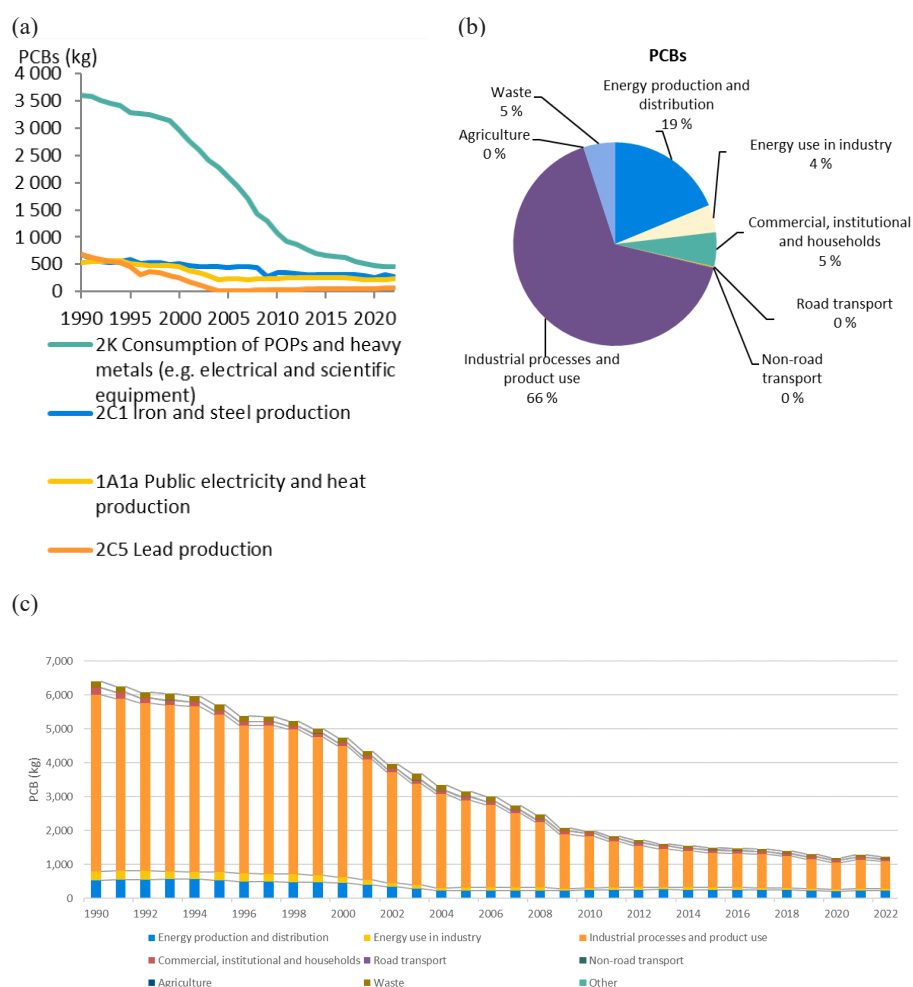 (a)
PCBs (kg)
4 000
3 500
3 000
2 500
2 000
1 500
1 000
500
0
1990 1995 2000 2005 2010 2015 2020
2K Consumption of POPs and heavy
metals (e.g. electrical and scientific
equipment)
2C1 Iron and steel production
1A1a Public electricity and heat
production
2C5 Lead production
(b)
PCBs
Waste
5 %
Agriculture
0 %
Energy production and
distribution
19 %
Energy use in industry
4 %
Commercial, institutional
and households
5 %
Road transport
0 %
Non-road
transport
0 %
Industrial processes and
product use
66 %
(c)
PCB (kg)
7,000
6,000
5,000
4,000
3,000
2,000
1,000
0
1990 1992 1994 1996 1998 2000 2002 2004 2006 2008 2010 2012 2014 2016 2018 2020 2022
Energy production and distribution Energy use in industry Industrial processes and product use
Commercial, institutional and households Road transport Non-road transport
Agriculture Waste Other